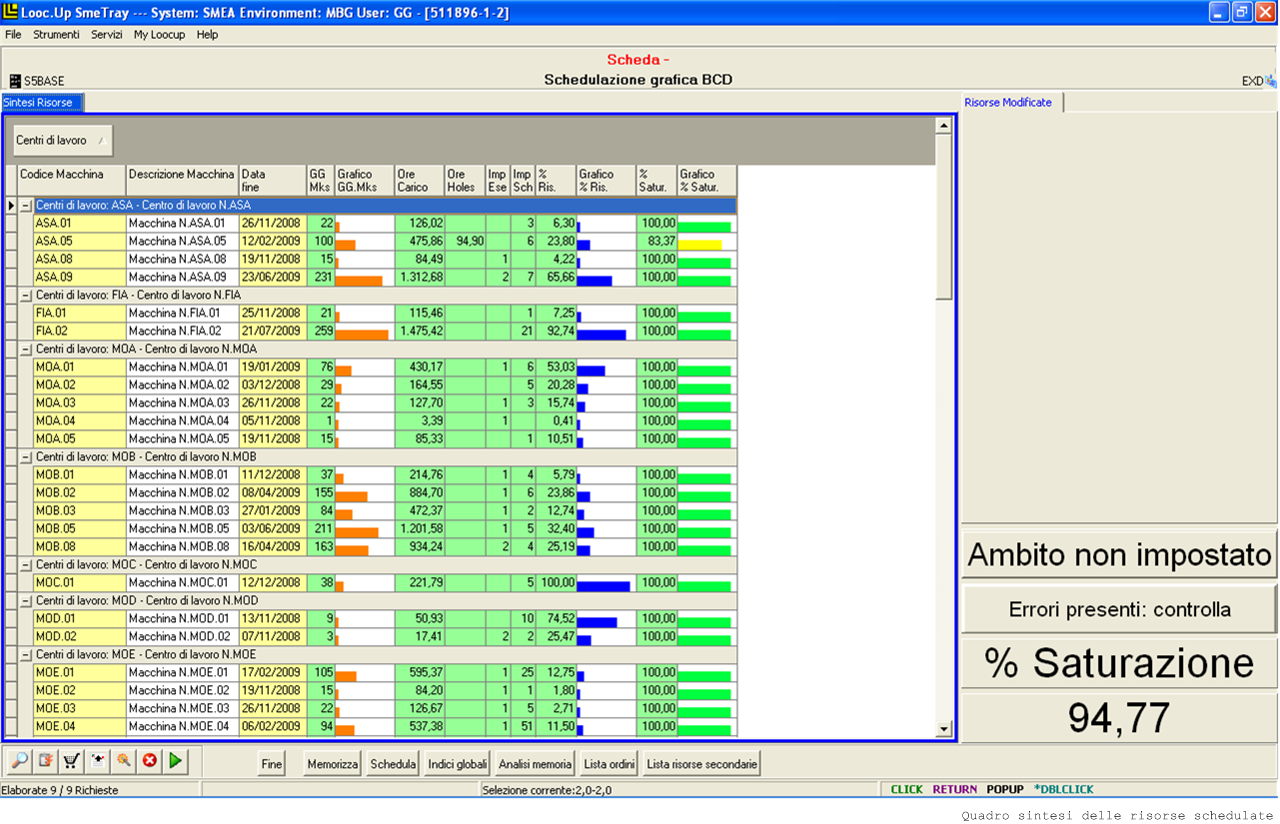 Looc.Up SmeTray --- System: SMEA Environment: MBG User: GG - [511896-1-2]
File Strumenti Servizi My Loocup Help
Scheda -
Schedulazione grafica BCD
S5BASE
EXD
Sintesi Risorse
Risorse Modificate
Centri di lavoro
Codice Macchina Descrizione Macchina Data fine GG Mks Grafico GG.Mks Ore Carico Ore Holes Imp Ese Imp Sch % Ris. Grafico % Ris. % Satur. Grafico % Satur.
Centri di lavoro: ASA - Centro di lavoro N.ASA
ASA.01 Macchina N.ASA.01 26/11/2008 22 126,02 3 6,30 100,00
ASA.05 Macchina N.ASA.05 12/02/2009 100 475,86 94,90 6 23,80 83,37
ASA.08 Macchina N.ASA.08 19/11/2008 15 84,49 1 4,22 100,00
ASA.09 Macchina N.ASA.09 23/06/2009 231 1.312,68 2 7 65,66 100,00
Centri di lavoro: FIA - Centro di lavoro N.FIA
FIA.01 Macchina N.FIA.01 25/11/2008 21 115,46 1 7,25 100,00
FIA.02 Macchina N.FIA.02 21/07/2009 259 1.475,42 21 92,74 100,00
Centri di lavoro: MOA - Centro di lavoro N.MOA
MOA.01 Macchina N.MOA.01 19/01/2009 76 430,17 1 6 53,03 100,00
MOA.02 Macchina N.MOA.02 03/12/2008 29 164,55 5 20,28 100,00
MOA.03 Macchina N.MOA.03 26/11/2008 22 127,70 1 3 15,74 100,00
MOA.04 Macchina N.MOA.04 05/11/2008 1 3,39 1 0,41 100,00
MOA.05 Macchina N.MOA.05 19/11/2008 15 85,33 1 10,51 100,00
Centri di lavoro: MOB - Centro di lavoro N.MOB
MOB.01 Macchina N.MOB.01 11/12/2008 37 214,76 1 4 5,79 100,00
MOB.02 Macchina N.MOB.02 08/04/2009 155 884,70 1 6 23,86 100,00
MOB.03 Macchina N.MOB.03 27/01/2009 84 472,37 1 2 12,74 100,00
MOB.05 Macchina N.MOB.05 03/06/2009 211 1.201,58 1 5 32,40 100,00
MOB.08 Macchina N.MOB.08 16/04/2009 163 934,24 2 4 25,19 100,00
Centri di lavoro: MOC - Centro di lavoro N.MOC
MOC.01 Macchina N.MOC.01 12/12/2008 38 221,79 5 100,00 100,00
Centri di lavoro: MOD - Centro di lavoro N.MOD
MOD.01 Macchina N.MOD.01 13/11/2008 9 50,93 10 74,52 100,00
MOD.02 Macchina N.MOD.02 07/11/2008 3 17,41 2 2 25,47 100,00
Centri di lavoro: MOE - Centro di lavoro N.MOE
MOE.01 Macchina N.MOE.01 17/02/2009 105 595,37 1 25 12,75 100,00
MOE.02 Macchina N.MOE.02 19/11/2008 15 84,20 1 1 1,80 100,00
MOE.03 Macchina N.MOE.03 26/11/2008 22 126,67 1 5 2,71 100,00
MOE.04 Macchina N.MOE.04 06/02/2009 94 537,38 1 51 11,50 100,00
Ambito non impostato
Errori presenti: controlla
% Saturazione
94,77
Fine Memorizza Schedula Indici globali Analisi memoria Lista ordini Lista risorse secondarie
Elaborate 9 / 9 Richieste
Selezione corrente:2,0-2,0
CLICK RETURN POPUP *DBLCLICK
Quadro sintesi delle risorse schedulate